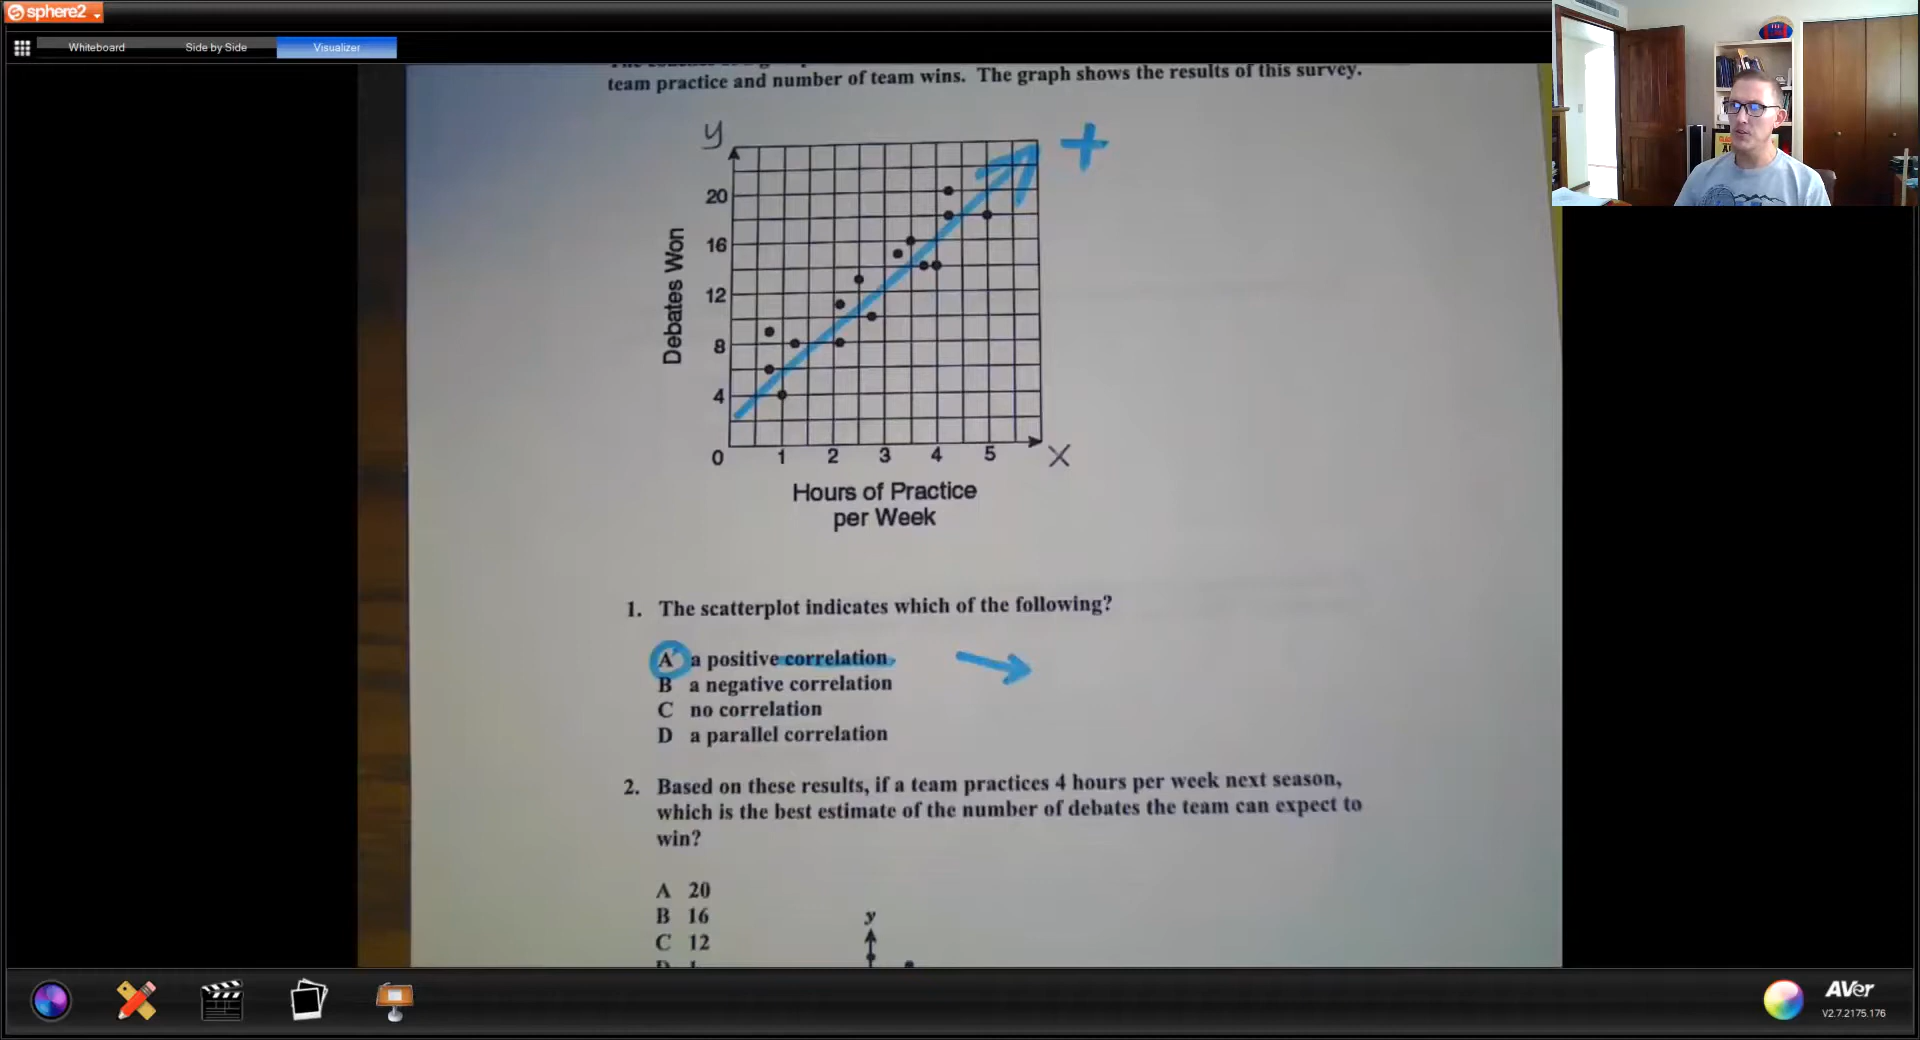 sphere2
Whiteboard Side by Side Visualizer
team practice and number of team wins. The graph shows the results of this survey.
y
+
20
16
12
8
4
0 1 2 3 4 5 X
Debates Won
Hours of Practice
per Week
1. The scatterplot indicates which of the following?
A a positive correlation
B a negative correlation
C no correlation
D a parallel correlation
2. Based on these results, if a team practices 4 hours per week next season,
which is the best estimate of the number of debates the team can expect to
win?
A 20
B 16
C 12
y
AVer
V2.7.2175.176